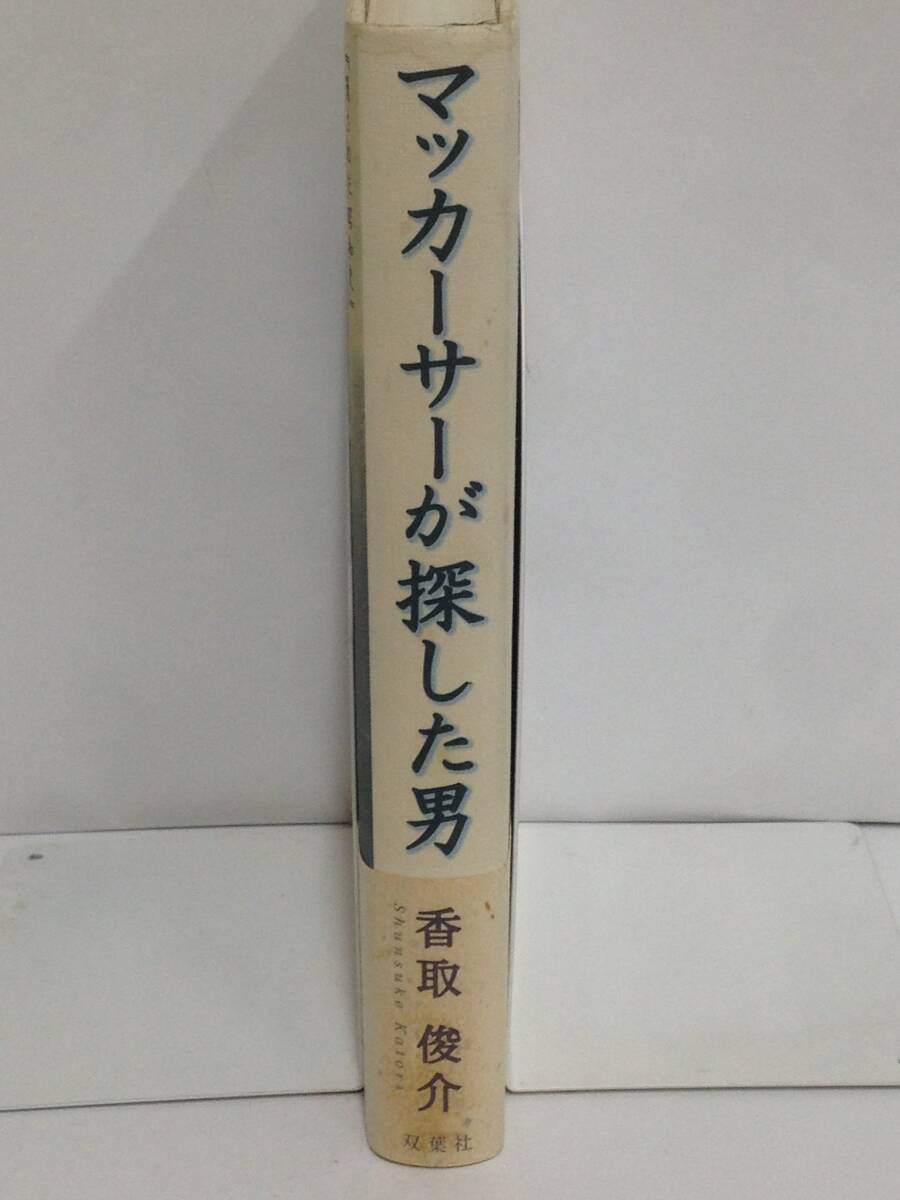 マッカーサーが探した男
香取 俊介
Shunsuke Katori
双葉社